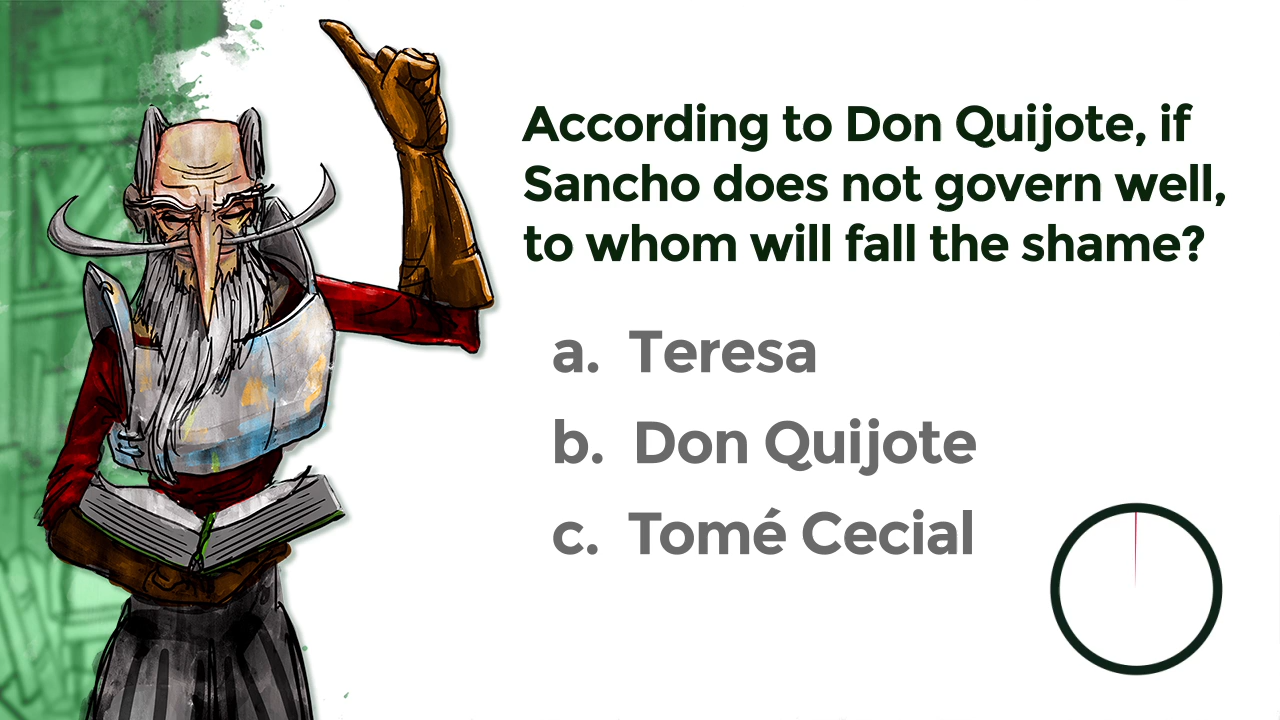 According to Don Quijote, if
Sancho does not govern well,
to whom will fall the shame?
a. Teresa
b. Don Quijote
c. Tomé Cecial